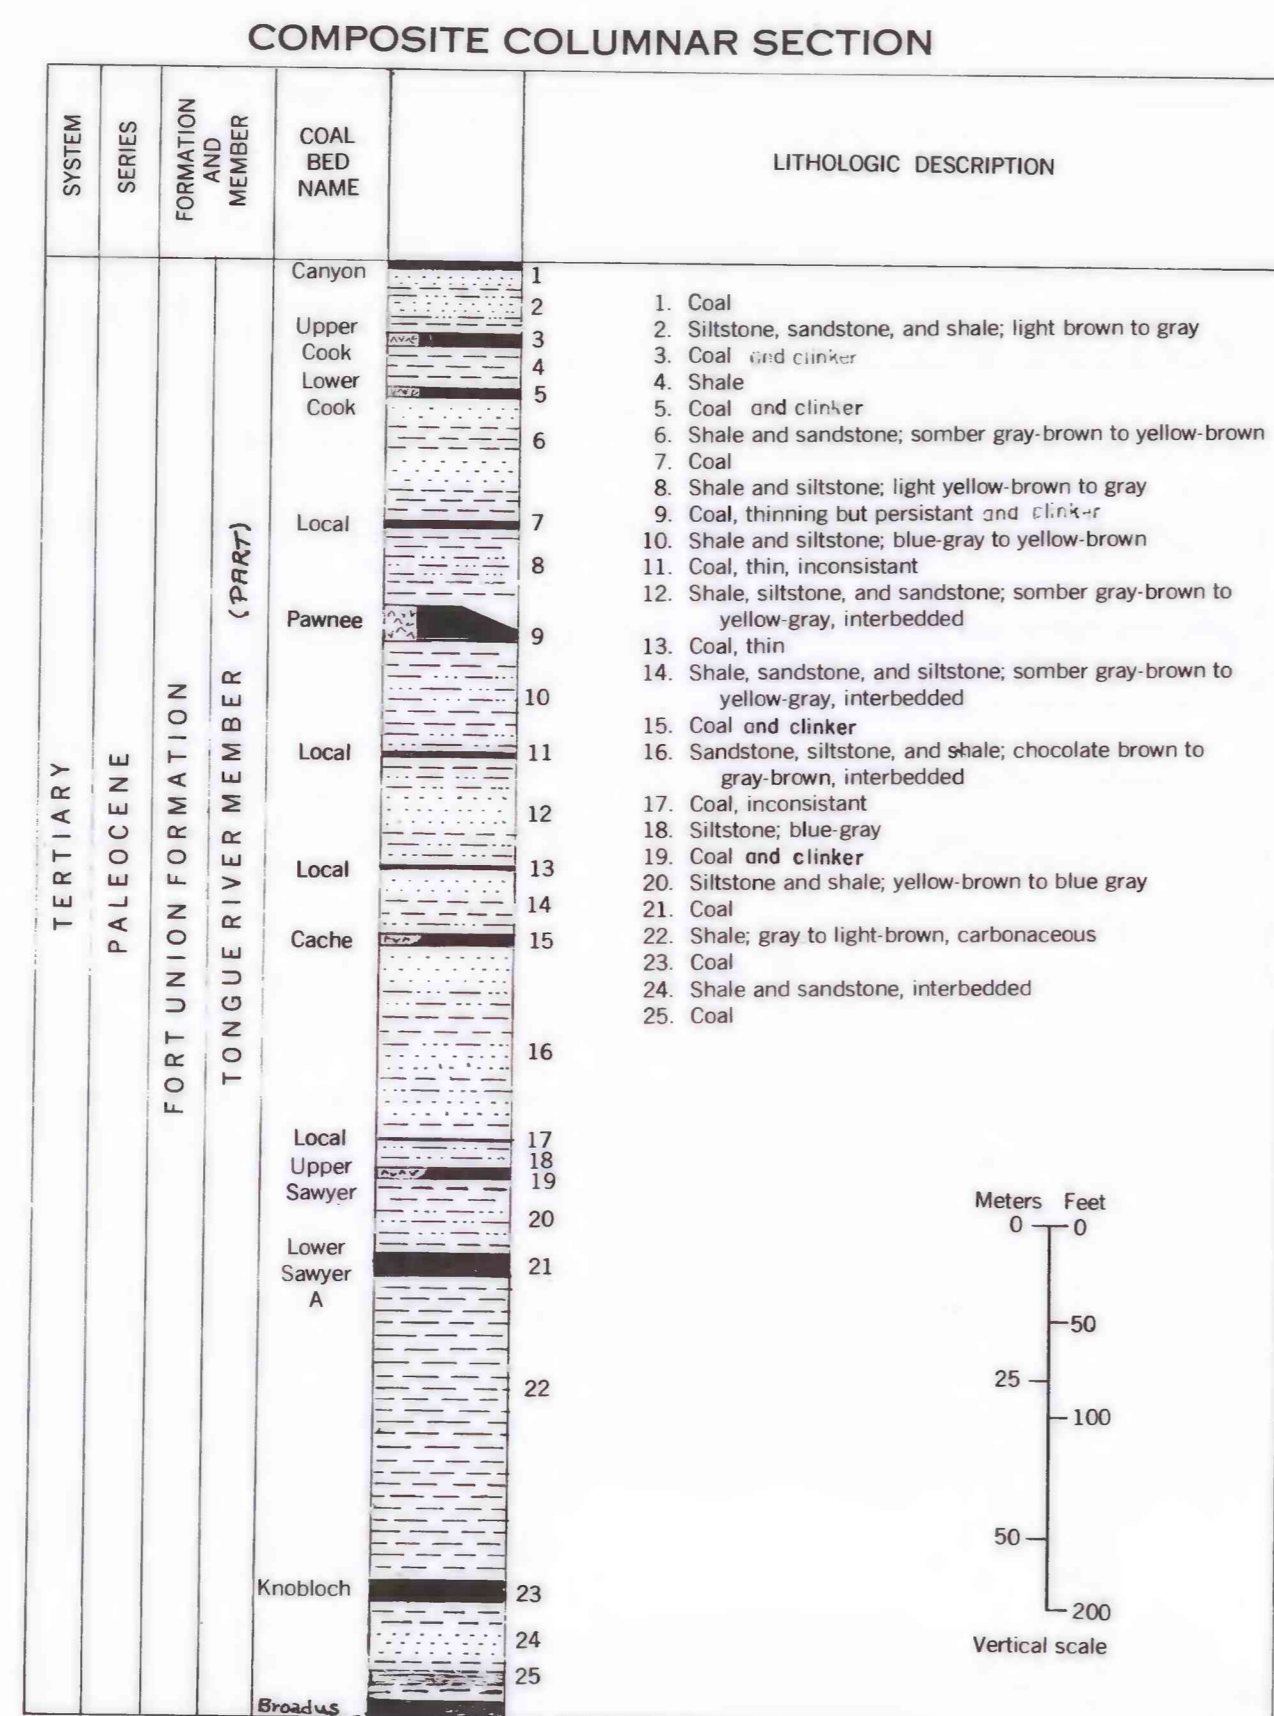 COMPOSITE COLUMNAR SECTION
SYSTEM
SERIES
FORMATION
AND
MEMBER
COAL
BED
NAME
LITHOLOGIC DESCRIPTION
TERTIARY
PALEOCENE
FORT UNION FORMATION
TONGUE RIVER MEMBER (PART)
Canyon
Upper
Cook
Lower
Cook
Local
Pawnee
Local
Local
Cache
Local
Upper
Sawyer
Lower
Sawyer
A
Knobloch
Broadus
1
2
3
4
5
6
7
8
9
10
11
12
13
14
15
16
17
18
19
20
21
22
23
24
25
1. Coal
2. Siltstone, sandstone, and shale; light brown to gray
3. Coal and clinker
4. Shale
5. Coal and clinker
6. Shale and sandstone; somber gray-brown to yellow-brown
7. Coal
8. Shale and siltstone; light yellow-brown to gray
9. Coal, thinning but persistant and clinker
10. Shale and siltstone; blue-gray to yellow-brown
11. Coal, thin, inconsistant
12. Shale, siltstone, and sandstone; somber gray-brown to
yellow-gray, interbedded
13. Coal, thin
14. Shale, sandstone, and siltstone; somber gray-brown to
yellow-gray, interbedded
15. Coal and clinker
16. Sandstone, siltstone, and shale; chocolate brown to
gray-brown, interbedded
17. Coal, inconsistant
18. Siltstone; blue-gray
19. Coal and clinker
20. Siltstone and shale; yellow-brown to blue gray
21. Coal
22. Shale; gray to light-brown, carbonaceous
23. Coal
24. Shale and sandstone, interbedded
25. Coal
Meters Feet
0 0
50
25
100
50
200
Vertical scale